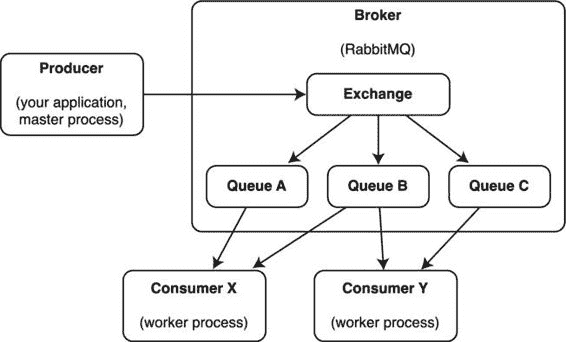 Broker
(RabbitMQ)
Producer
(your application,
master process)
Exchange
Queue A
Queue B
Queue C
Consumer X
(worker process)
Consumer Y
(worker process)